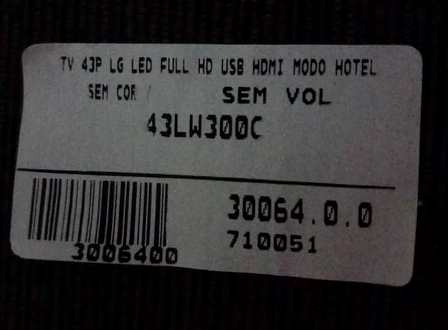 TV 43P LG LED FULL HD USB HDMI MODO HOTEL
SEM COR / SEM VOL
43LW300C
30064.0.0
3006400 710051